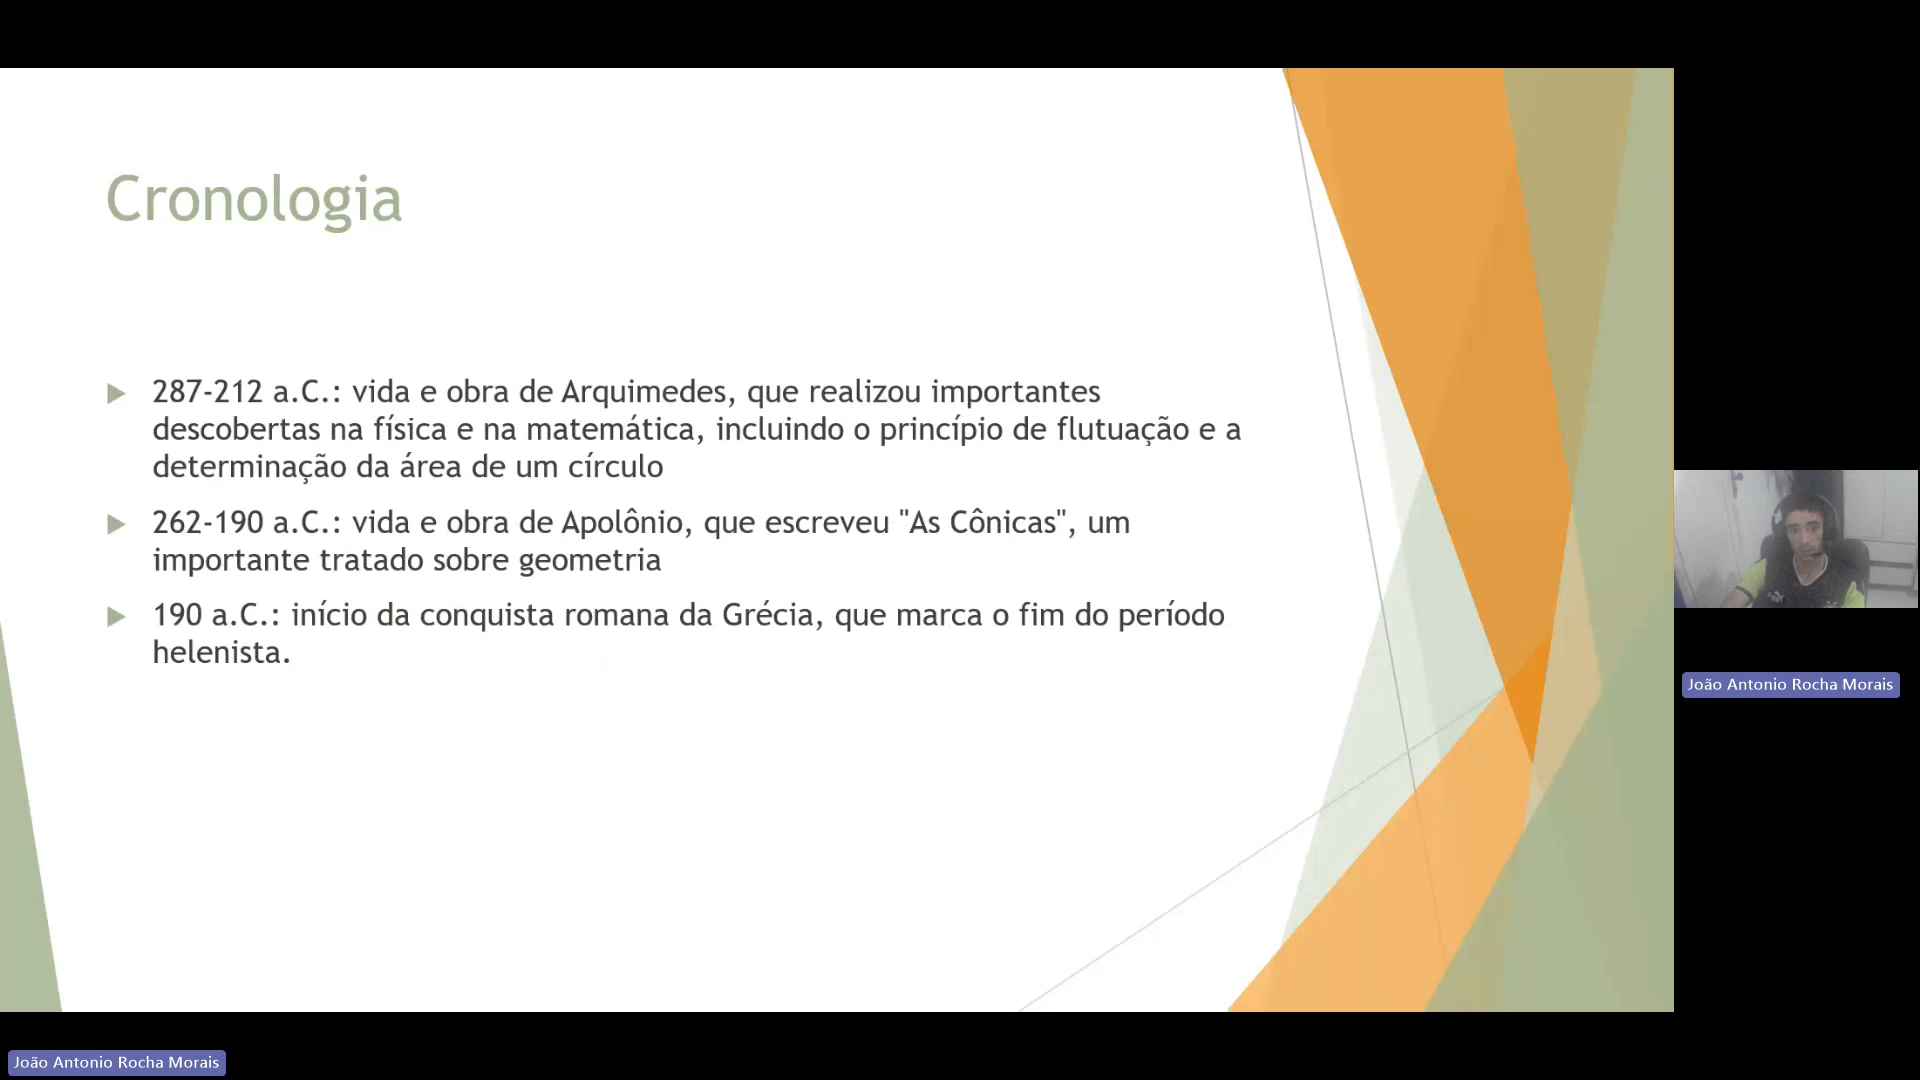 Cronologia
287-212 a.C.: vida e obra de Arquimedes, que realizou importantes
descobertas na física e na matemática, incluindo o princípio de flutuação e a
determinação da área de um círculo
262-190 a.C.: vida e obra de Apolônio, que escreveu "As Cônicas", um
importante tratado sobre geometria
190 a.C.: início da conquista romana da Grécia, que marca o fim do período
helenista.
João Antonio Rocha Morais
João Antonio Rocha Morais